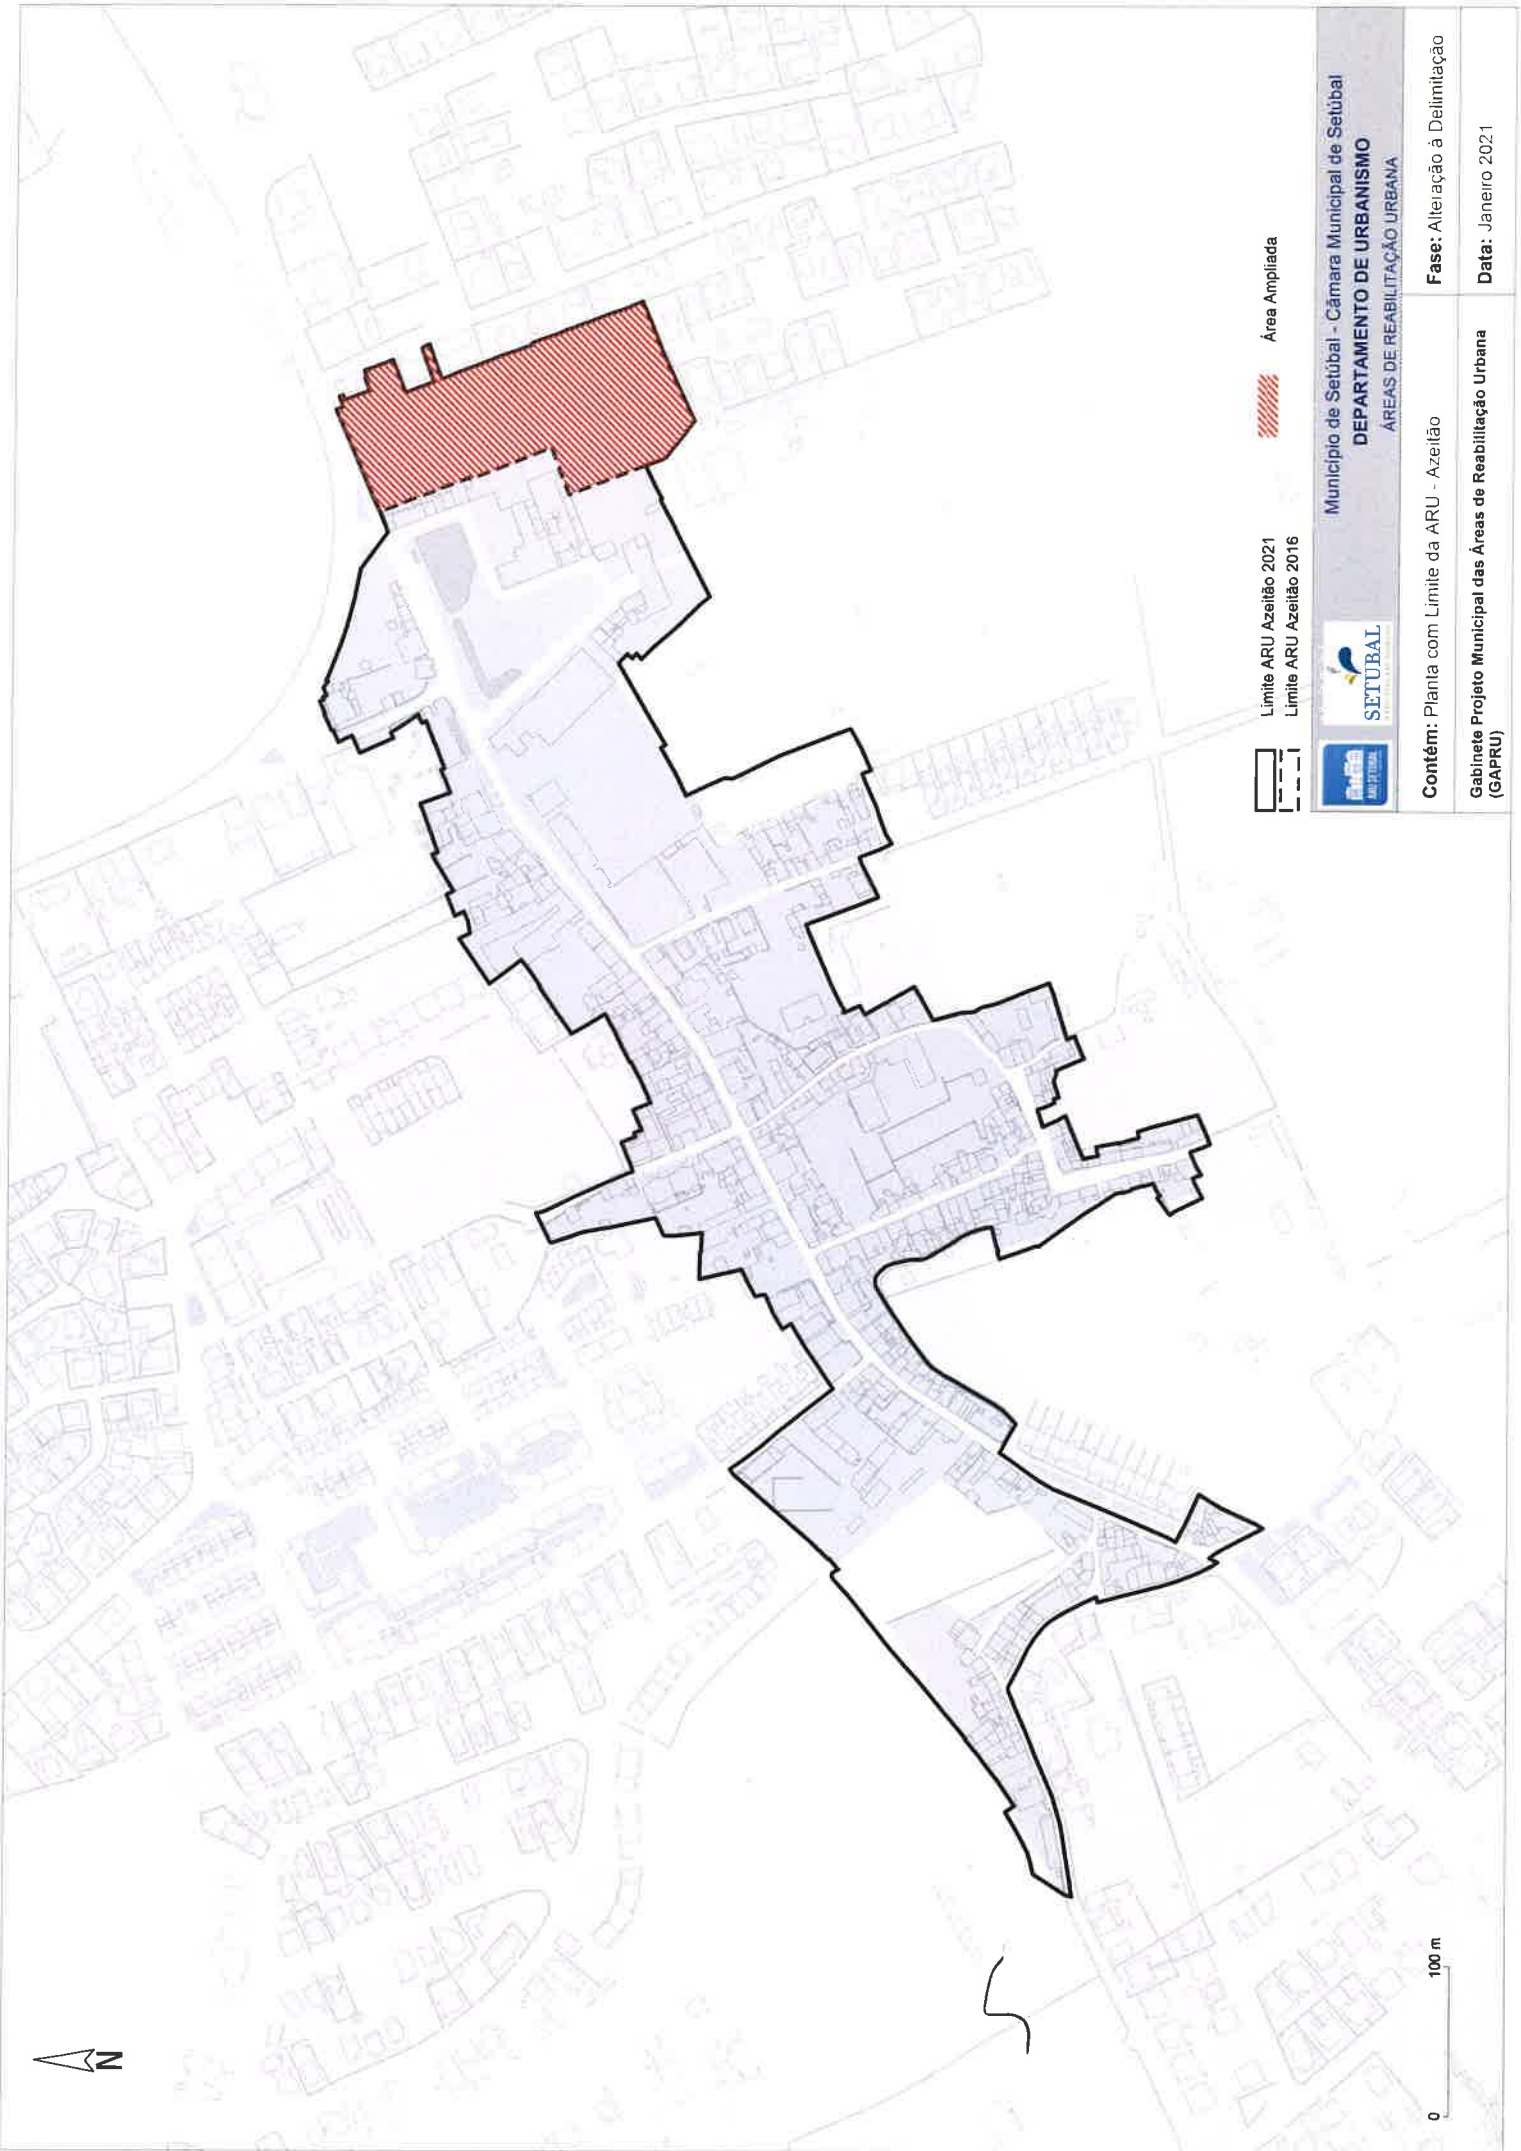 N
0 100 m
Limite ARU Azeitão 2021
Limite ARU Azeitão 2016
Área Ampliada
ARU SETÚBAL
SETUBAL
Município de Setúbal - Câmara Municipal de Setúbal
DEPARTAMENTO DE URBANISMO
ÁREAS DE REABILITAÇÃO URBANA
Contém: Planta com Limite da ARU - Azeitão
Fase: Alteração à Delimitação
Gabinete Projeto Municipal das Áreas de Reabilitação Urbana
(GAPRU)
Data: Janeiro 2021